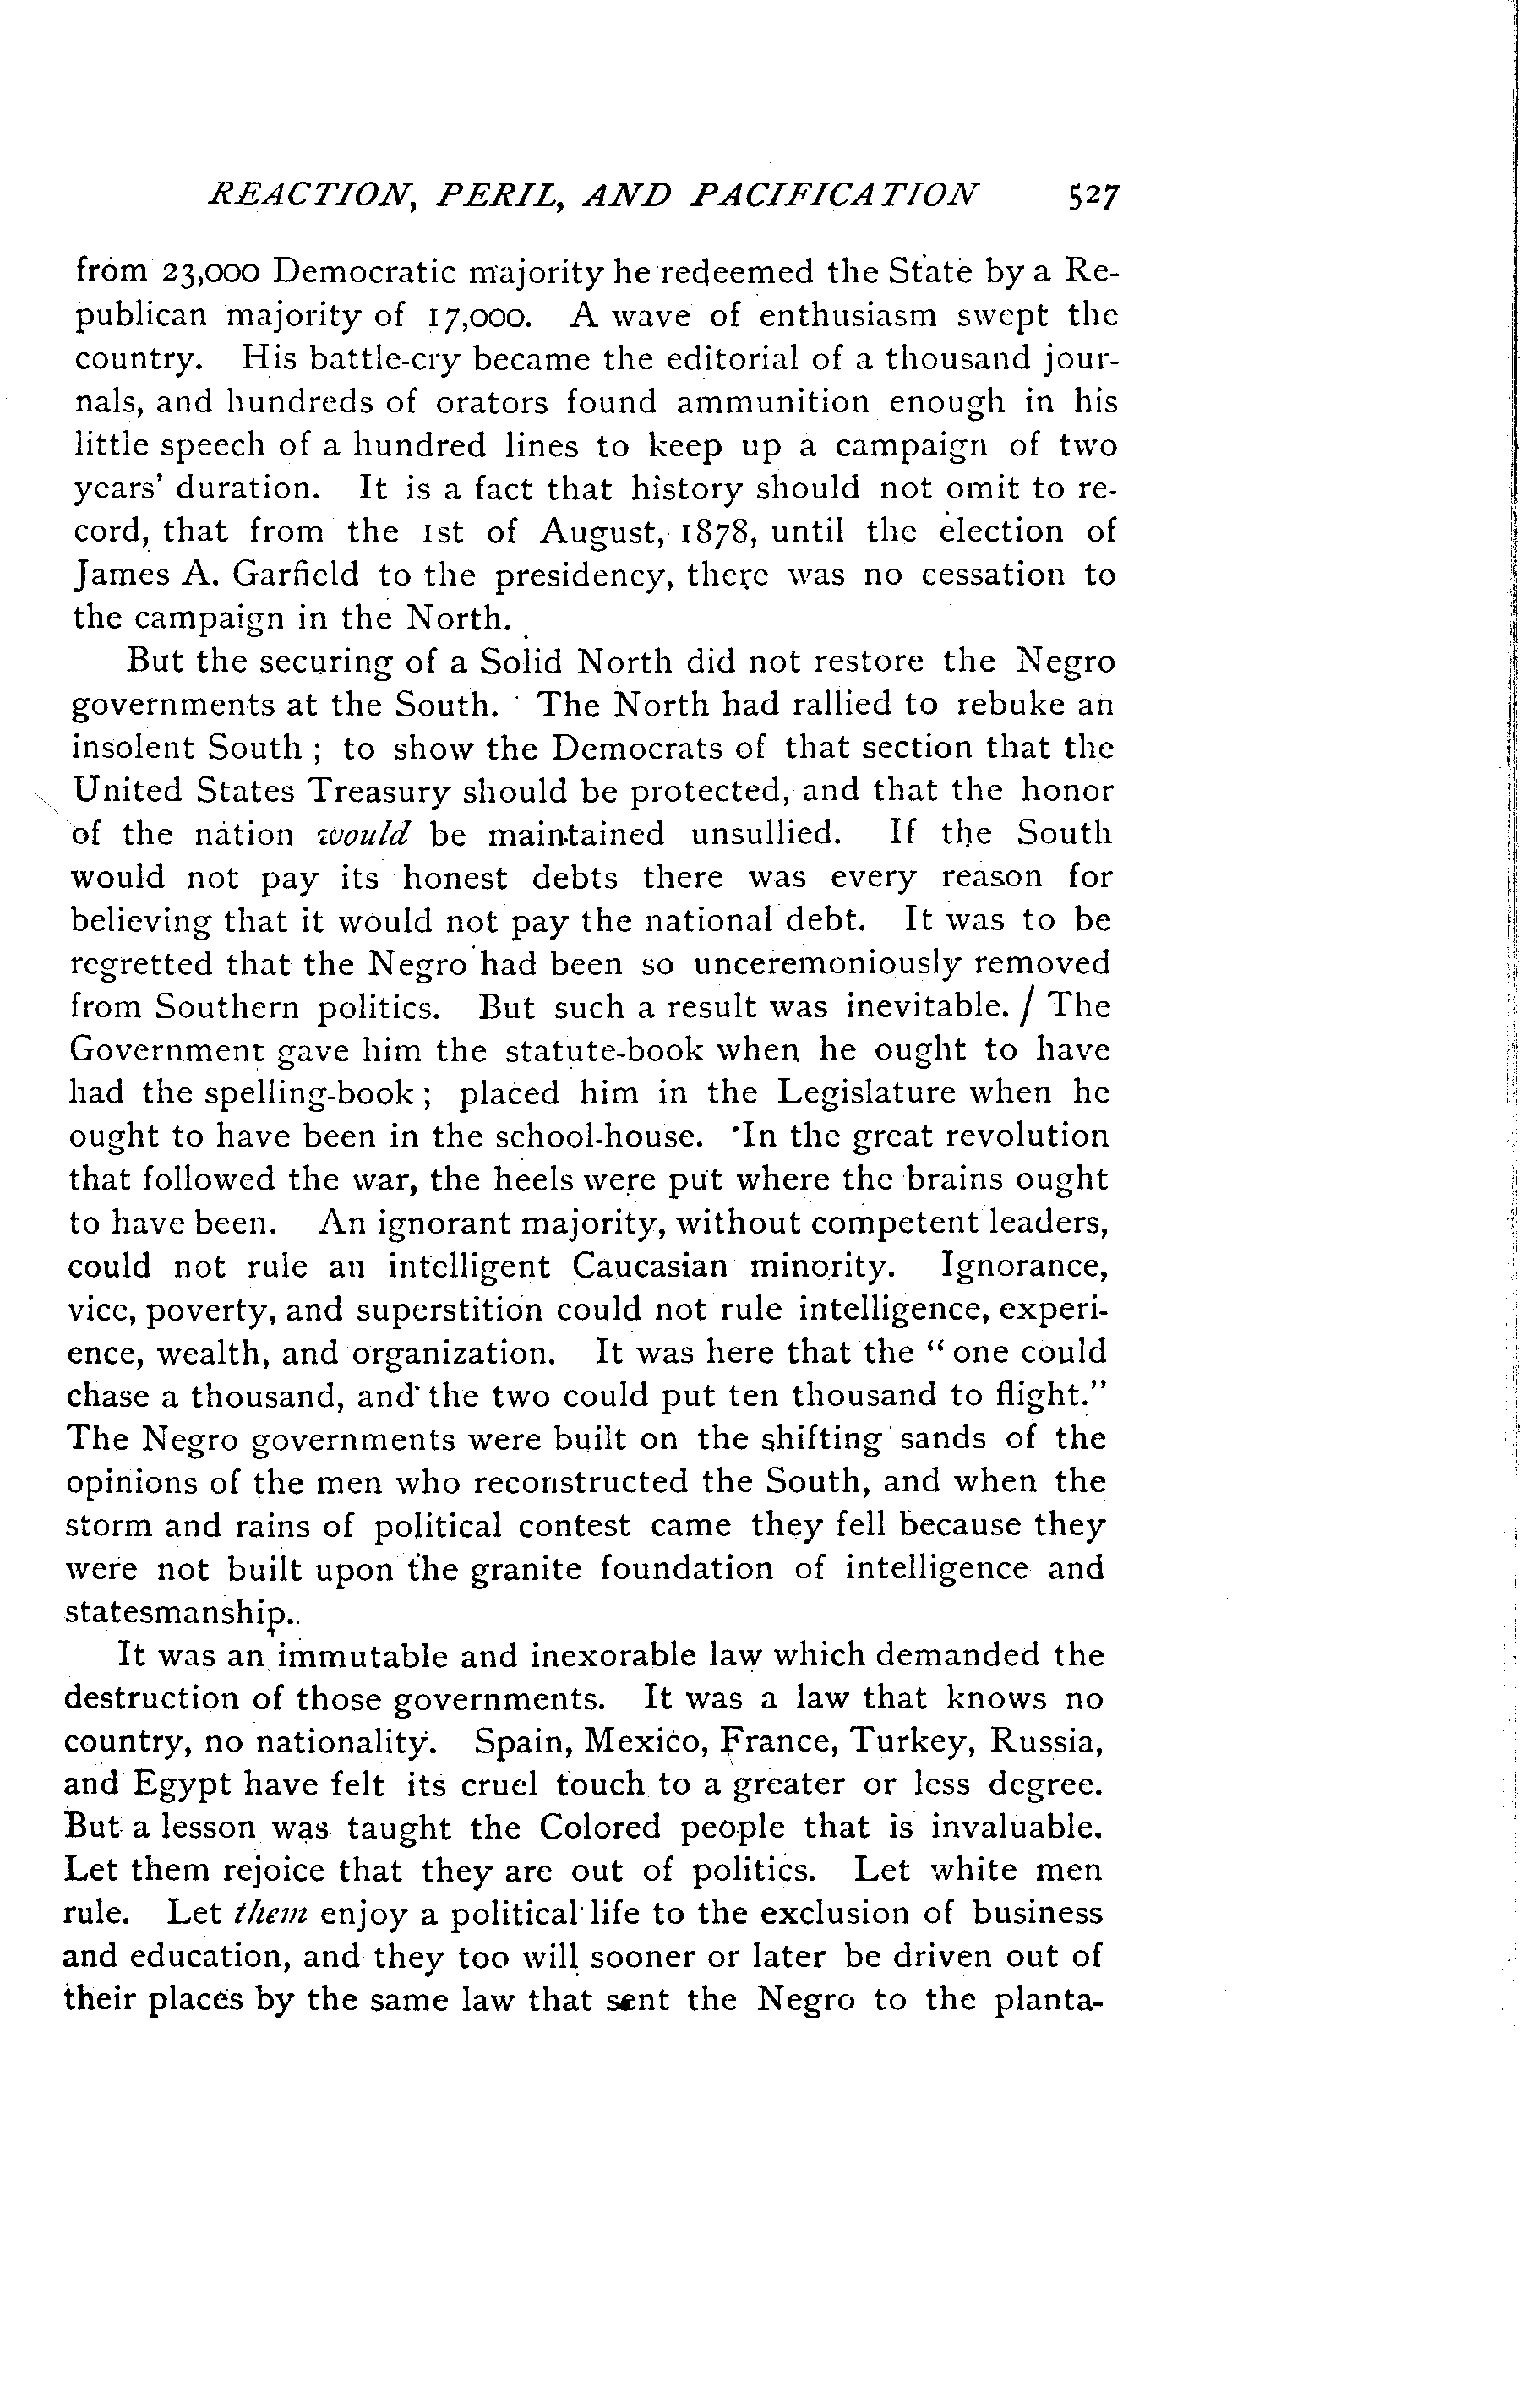 REACTION, PERIL, AND PACIFICATION 527
from 23,000 Democratic majority he redeemed the State by a Re-
publican majority of 17,000. A wave of enthusiasm swept the
country. His battle-cry became the editorial of a thousand jour-
nals, and hundreds of orators found ammunition enough in his
little speech of a hundred lines to keep up a campaign of two
years' duration. It is a fact that history should not omit to re-
cord, that from the 1st of August, 1878, until the election of
James A. Garfield to the presidency, there was no cessation to
the campaign in the North.
But the securing of a Solid North did not restore the Negro
governments at the South. The North had rallied to rebuke an
insolent South ; to show the Democrats of that section that the
United States Treasury should be protected, and that the honor
of the nation would be maintained unsullied. If the South
would not pay its honest debts there was every reason for
believing that it would not pay the national debt. It was to be
regretted that the Negro had been so unceremoniously removed
from Southern politics. But such a result was inevitable. / The
Government gave him the statute-book when he ought to have
had the spelling-book ; placed him in the Legislature when he
ought to have been in the school-house. In the great revolution
that followed the war, the heels were put where the brains ought
to have been. An ignorant majority, without competent leaders,
could not rule an intelligent Caucasian minority. Ignorance,
vice, poverty, and superstition could not rule intelligence, experi-
ence, wealth, and organization. It was here that the " one could
chase a thousand, and the two could put ten thousand to flight."
The Negro governments were built on the shifting sands of the
opinions of the men who reconstructed the South, and when the
storm and rains of political contest came they fell because they
were not built upon the granite foundation of intelligence and
statesmanship.
It was an immutable and inexorable law which demanded the
destruction of those governments. It was a law that knows no
country, no nationality. Spain, Mexico, France, Turkey, Russia,
and Egypt have felt its cruel touch to a greater or less degree.
But a lesson was taught the Colored people that is invaluable.
Let them rejoice that they are out of politics. Let white men
rule. Let them enjoy a political life to the exclusion of business
and education, and they too will sooner or later be driven out of
their places by the same law that sent the Negro to the planta-